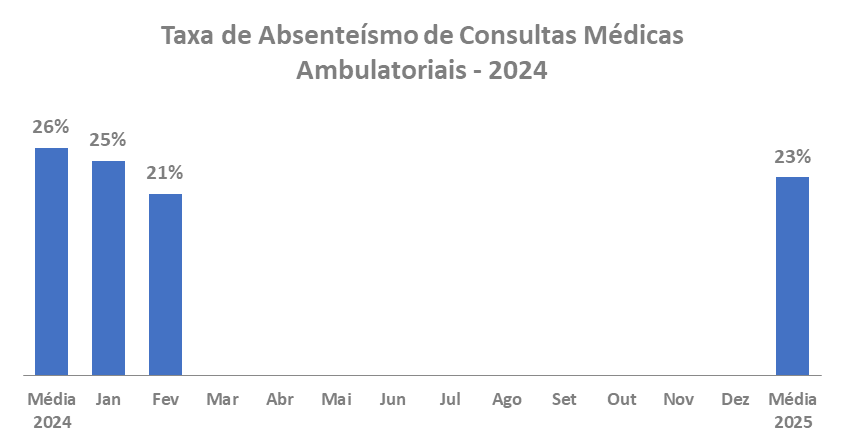 Taxa de Absenteísmo de Consultas Médicas
Ambulatoriais - 2024
26%
25%
21%
23%
Média
2024
Jan
Fev
Mar
Abr
Mai
Jun
Jul
Ago
Set
Out
Nov
Dez
Média
2025